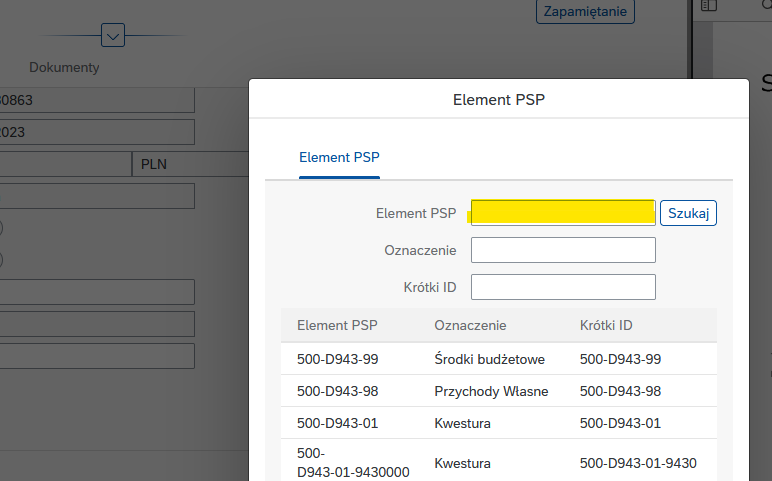 Zapamiętanie
Dokumenty
80863
2023
PLN
Element PSP
Element PSP
Element PSP
Szukaj
Oznaczenie
Krótki ID
Element PSP Oznaczenie Krótki ID
500-D943-99 Środki budżetowe 500-D943-99
500-D943-98 Przychody Własne 500-D943-98
500-D943-01 Kwestura 500-D943-01
500-
D943-01-9430000 Kwestura 500-D943-01-9430